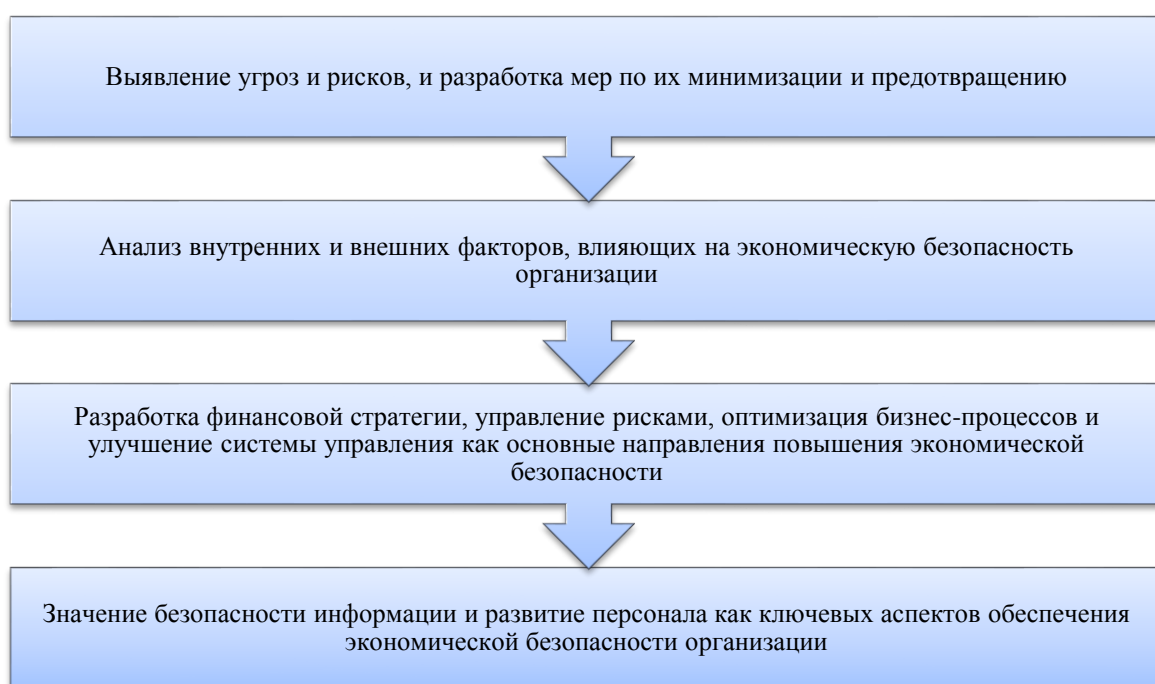 Выявление угроз и рисков, и разработка мер по их минимизации и предотвращению
Анализ внутренних и внешних факторов, влияющих на экономическую безопасность
организации
Разработка финансовой стратегии, управление рисками, оптимизация бизнес-процессов и
улучшение системы управления как основные направления повышения экономической
безопасности
Значение безопасности информации и развитие персонала как ключевых аспектов обеспечения
экономической безопасности организации